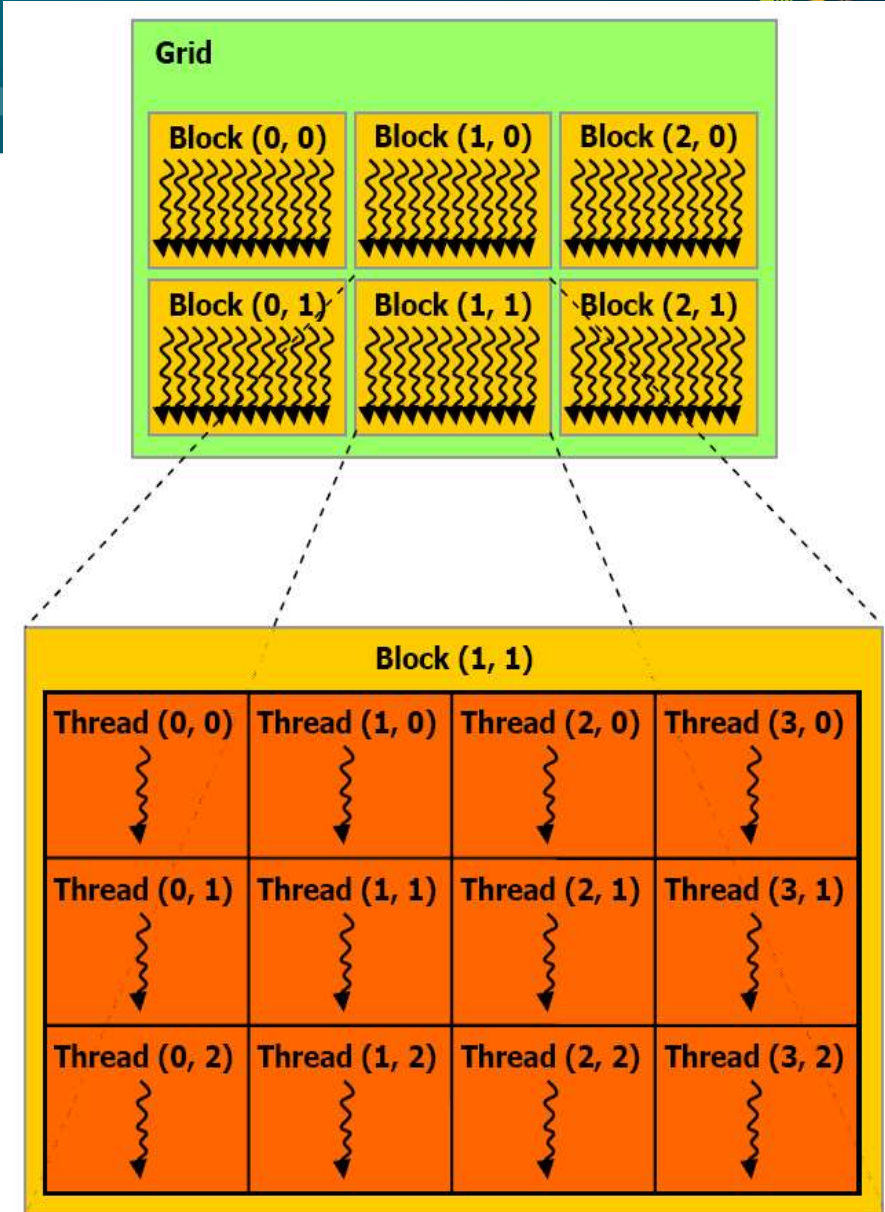 Grid
Block (0, 0) Block (1, 0) Block (2, 0)
Block (0, 1) Block (1, 1) Block (2, 1)
Block (1, 1)
Thread (0, 0) Thread (1, 0) Thread (2, 0) Thread (3, 0)
Thread (0, 1) Thread (1, 1) Thread (2, 1) Thread (3, 1)
Thread (0, 2) Thread (1, 2) Thread (2, 2) Thread (3, 2)